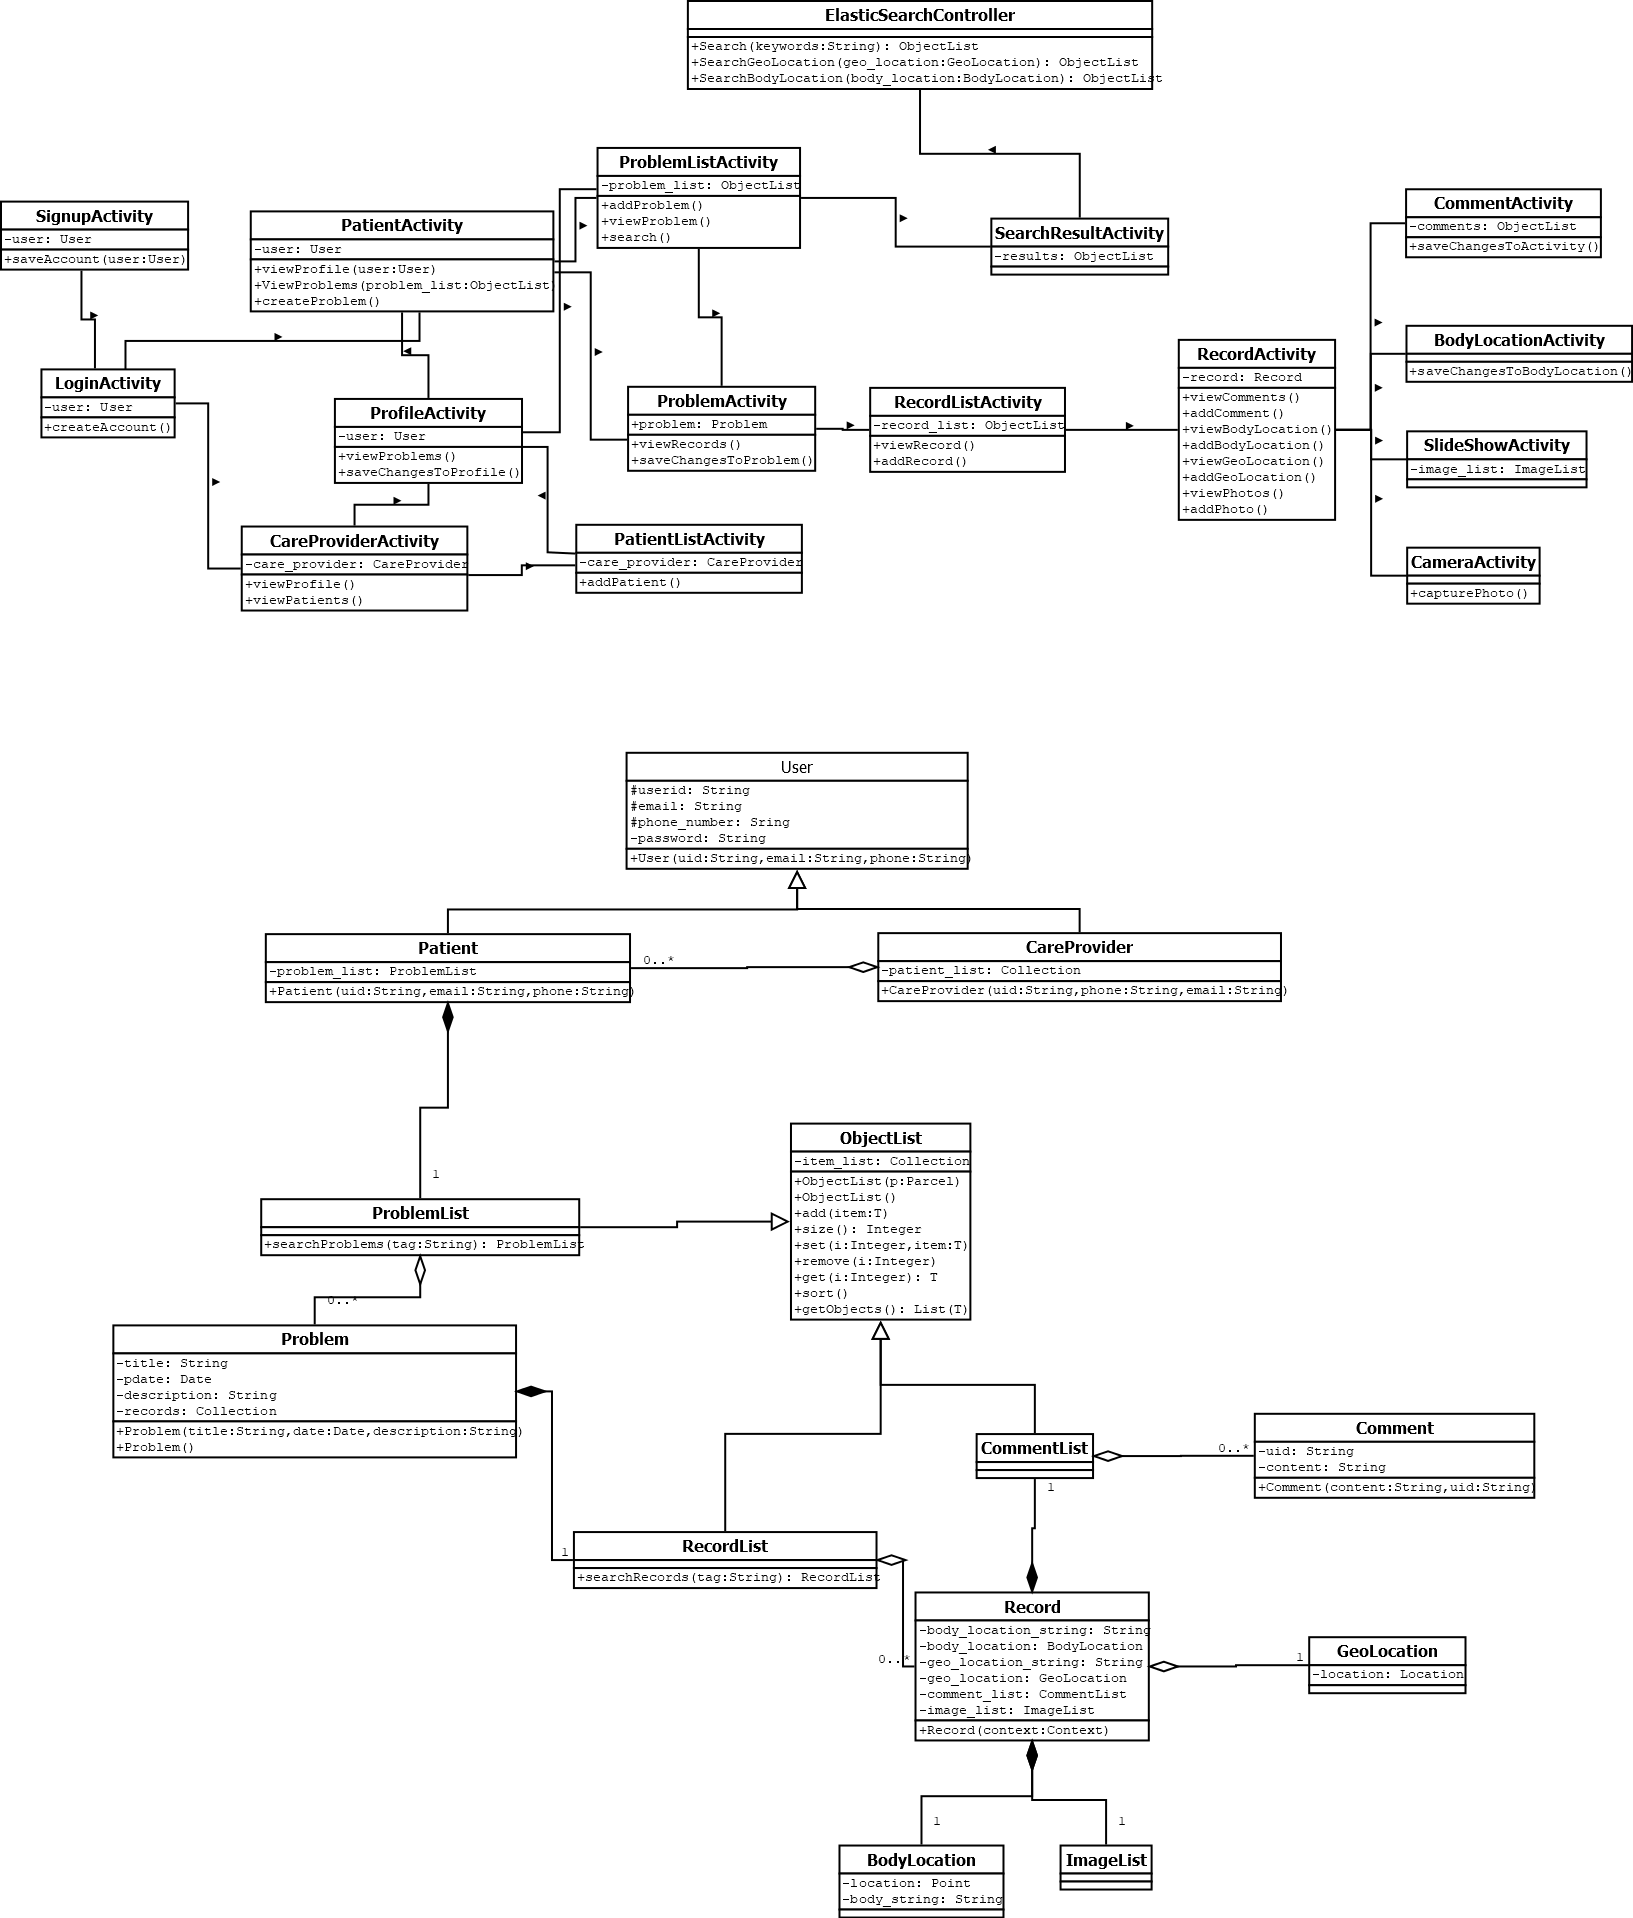 ElasticSearchController
+Search(keywords:String): ObjectList
+SearchGeoLocation(geo_location:GeoLocation): ObjectList
+SearchBodyLocation(body_location:BodyLocation): ObjectList
ProblemListActivity
-problem_list: ObjectList
+addProblem()
+viewProblem()
+search()
SignupActivity
-user: User
+saveAccount(user:User)
PatientActivity
-user: User
+viewProfile(user:User)
+ViewProblems(problem_list:ObjectList)
+createProblem()
SearchResultActivity
-results: ObjectList
CommentActivity
-comments: ObjectList
+saveChangesToActivity()
BodyLocationActivity
+saveChangesToBodyLocation()
LoginActivity
-user: User
+createAccount()
ProfileActivity
-user: User
+viewProblems()
+saveChangesToProfile()
ProblemActivity
+problem: Problem
+viewRecords()
+saveChangesToProblem()
RecordListActivity
-record_list: ObjectList
+viewRecord()
+addRecord()
RecordActivity
-record: Record
+viewComments()
+addComment()
+viewBodyLocation()
+addBodyLocation()
+viewGeoLocation()
+addGeoLocation()
+viewPhotos()
+addPhoto()
SlideShowActivity
-image_list: ImageList
CareProviderActivity
-care_provider: CareProvider
+viewProfile()
+viewPatients()
PatientListActivity
-care_provider: CareProvider
+addPatient()
CameraActivity
+capturePhoto()
User
#userid: String
#email: String
#phone_number: Sring
-password: String
+User(uid:String,email:String,phone:String)
Patient
-problem_list: ProblemList
+Patient(uid:String,email:String,phone:String)
0..*
CareProvider
-patient_list: Collection
+CareProvider(uid:String,phone:String,email:String)
1
ObjectList
-item_list: Collection
+ObjectList(p:Parcel)
+ObjectList()
+add(item:T)
+size(): Integer
+set(i:Integer,item:T)
+remove(i:Integer)
+get(i:Integer): T
+sort()
+getObjects(): List(T)
ProblemList
+searchProblems(tag:String): ProblemList
0..*
Problem
-title: String
-pdate: Date
-description: String
-records: Collection
+Problem(title:String,date:Date,description:String)
+Problem()
CommentList
0..*
1
Comment
-uid: String
-content: String
+Comment(content:String,uid:String)
1
RecordList
+searchRecords(tag:String): RecordList
0..*
Record
-body_location_string: String
-body_location: BodyLocation
-geo_location_string: String
-geo_location: GeoLocation
-comment_list: CommentList
-image_list: ImageList
+Record(context:Context)
1
GeoLocation
-location: Location
1
1
BodyLocation
-location: Point
-body_string: String
ImageList